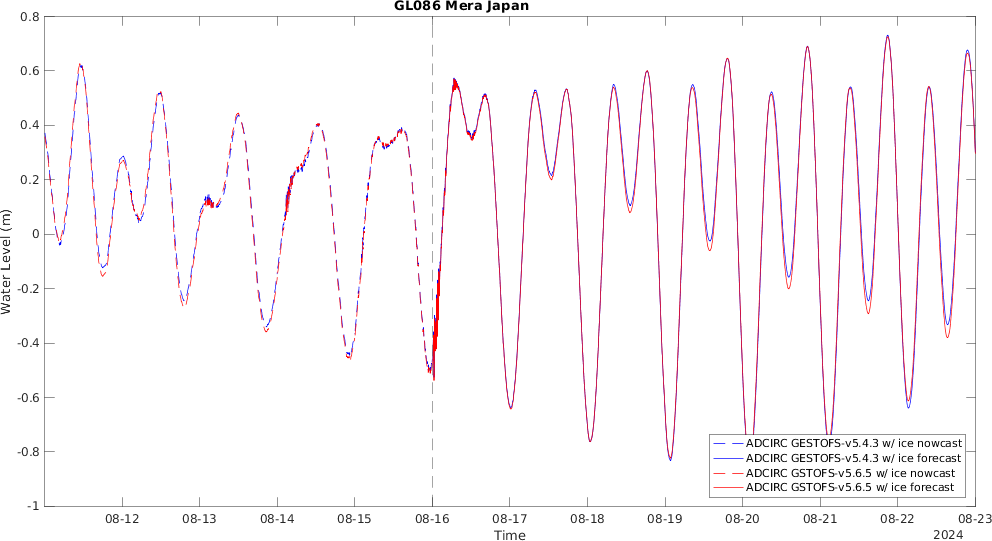 GL086 Mera Japan
0.8
0.6
0.4
0.2
0
-0.2
-0.4
-0.6
-0.8
-1
Water Level (m)
08-12 08-13 08-14 08-15 08-16 08-17 08-18 08-19 08-20 08-21 08-22 08-23
Time
2024
ADCIRC GESTOFS-v5.4.3 w/ ice nowcast
ADCIRC GESTOFS-v5.4.3 w/ ice forecast
ADCIRC GSTOFS-v5.6.5 w/ ice nowcast
ADCIRC GSTOFS-v5.6.5 w/ ice forecast